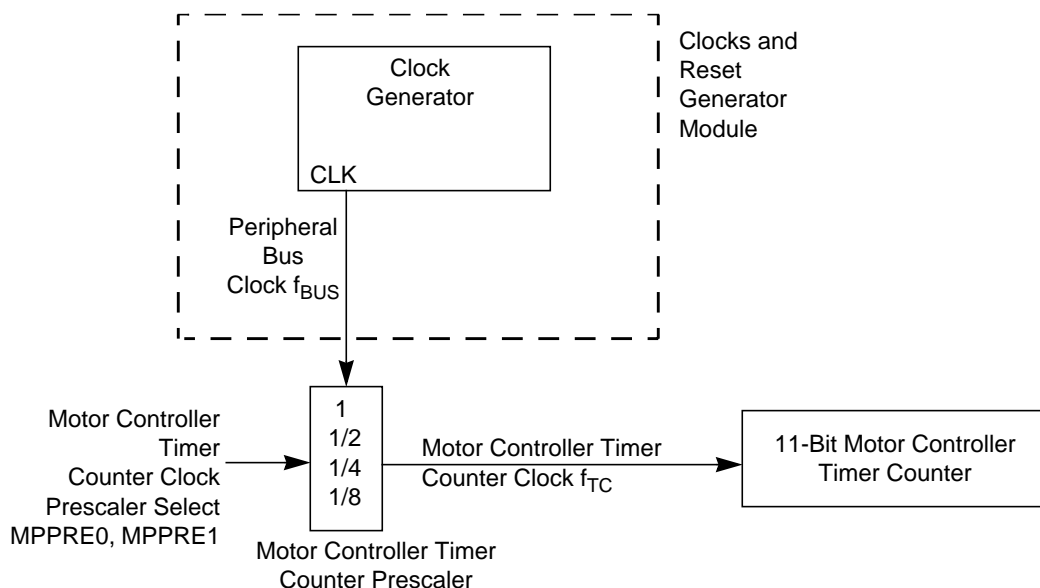 Clocks and
Reset
Generator
Module
Clock
Generator
CLK
Peripheral
Bus
Clock fBUS
Motor Controller
Timer
Counter Clock
Prescaler Select
MPPRE0, MPPRE1
1
1/2
1/4
1/8
Motor Controller Timer
Counter Prescaler
Motor Controller Timer
Counter Clock fTC
11-Bit Motor Controller
Timer Counter